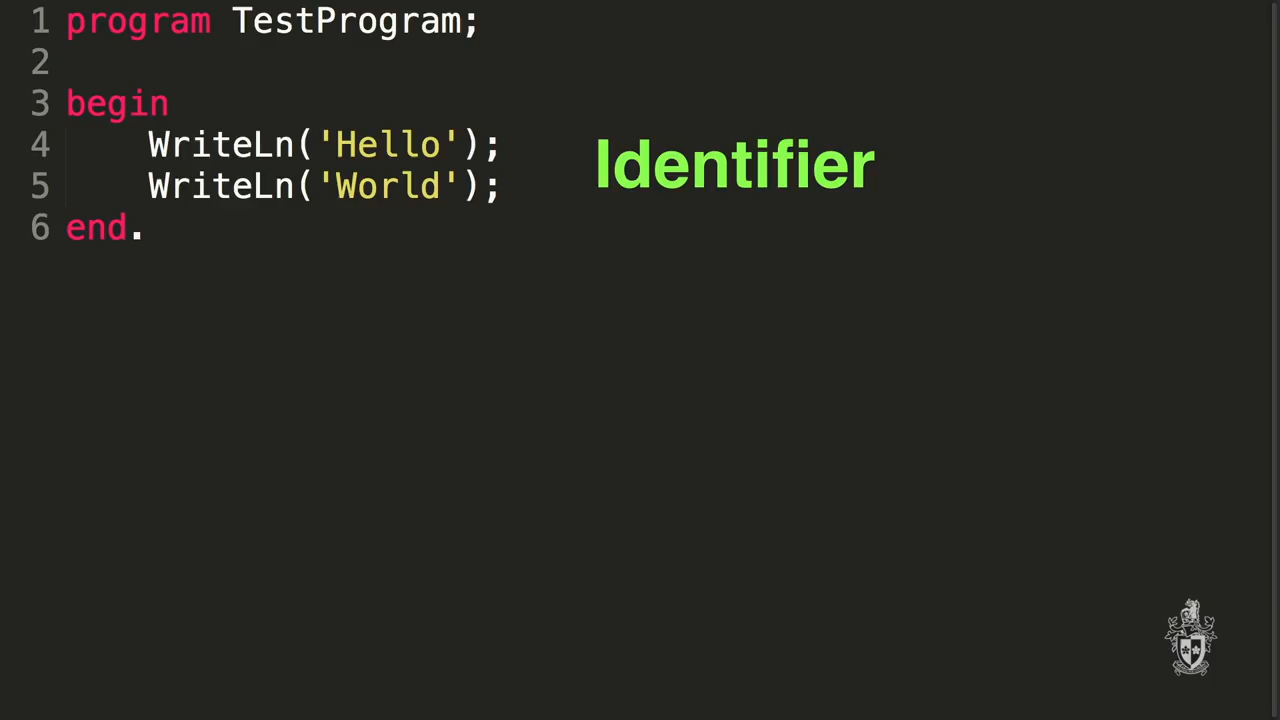 1 program TestProgram;
2
3 begin
4     WriteLn('Hello');
5     WriteLn('World');
6 end.
Identifier